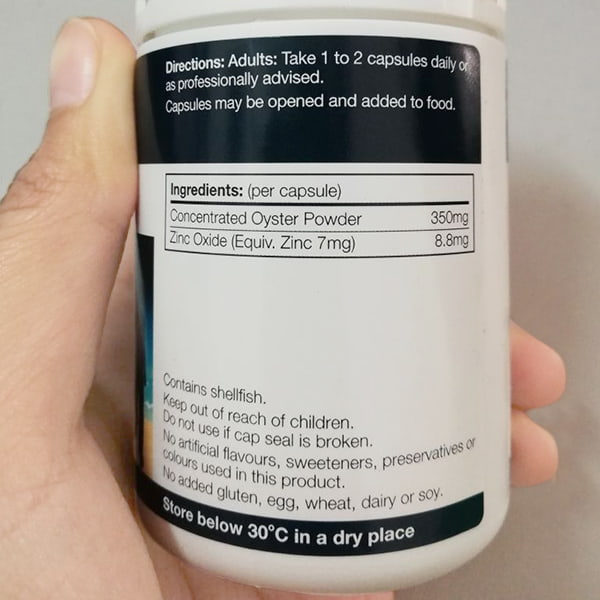 Directions: Adults: Take 1 to 2 capsules daily or
as professionally advised.
Capsules may be opened and added to food.
Ingredients: (per capsule)
Concentrated Oyster Powder 350mg
Zinc Oxide (Equiv. Zinc 7mg) 8.8mg
Contains shellfish.
Keep out of reach of children.
Do not use if cap seal is broken.
No artificial flavours, sweeteners, preservatives or
colours used in this product.
No added gluten, egg, wheat, dairy or soy.
Store below 30°C in a dry place